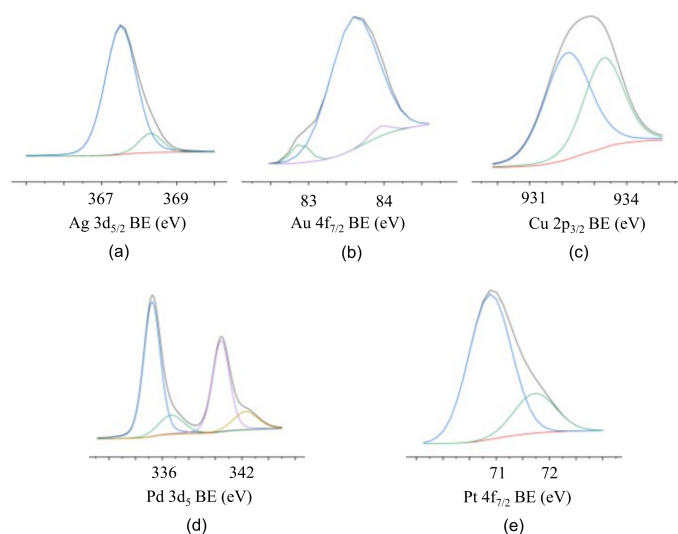 367 369
Ag 3d5/2 BE (eV)
(a)
83 84
Au 4f7/2 BE (eV)
(b)
931 934
Cu 2p3/2 BE (eV)
(c)
336 342
Pd 3d5 BE (eV)
(d)
71 72
Pt 4f7/2 BE (eV)
(e)